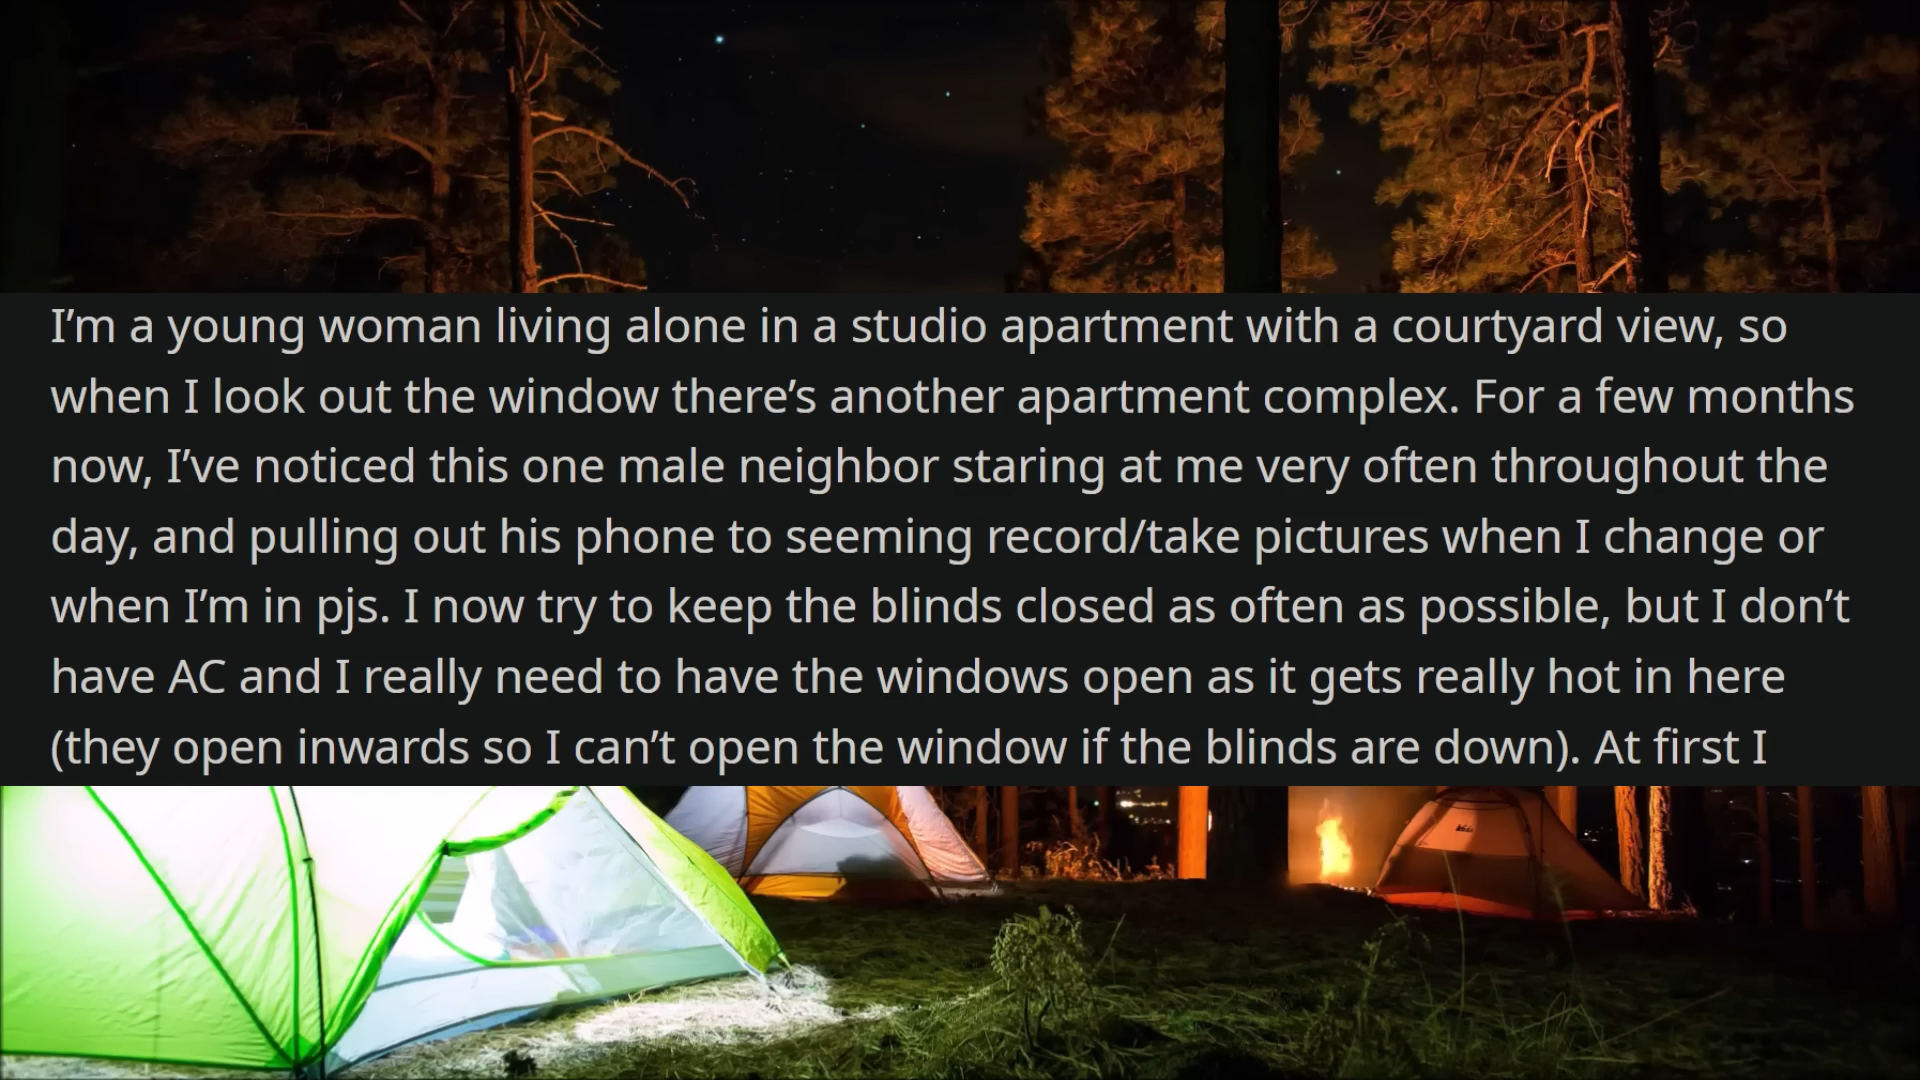 I’m a young woman living alone in a studio apartment with a courtyard view, so
when I look out the window there’s another apartment complex. For a few months
now, I’ve noticed this one male neighbor staring at me very often throughout the
day, and pulling out his phone to seeming record/take pictures when I change or
when I’m in pjs. I now try to keep the blinds closed as often as possible, but I don’t
have AC and I really need to have the windows open as it gets really hot in here
(they open inwards so I can’t open the window if the blinds are down). At first I